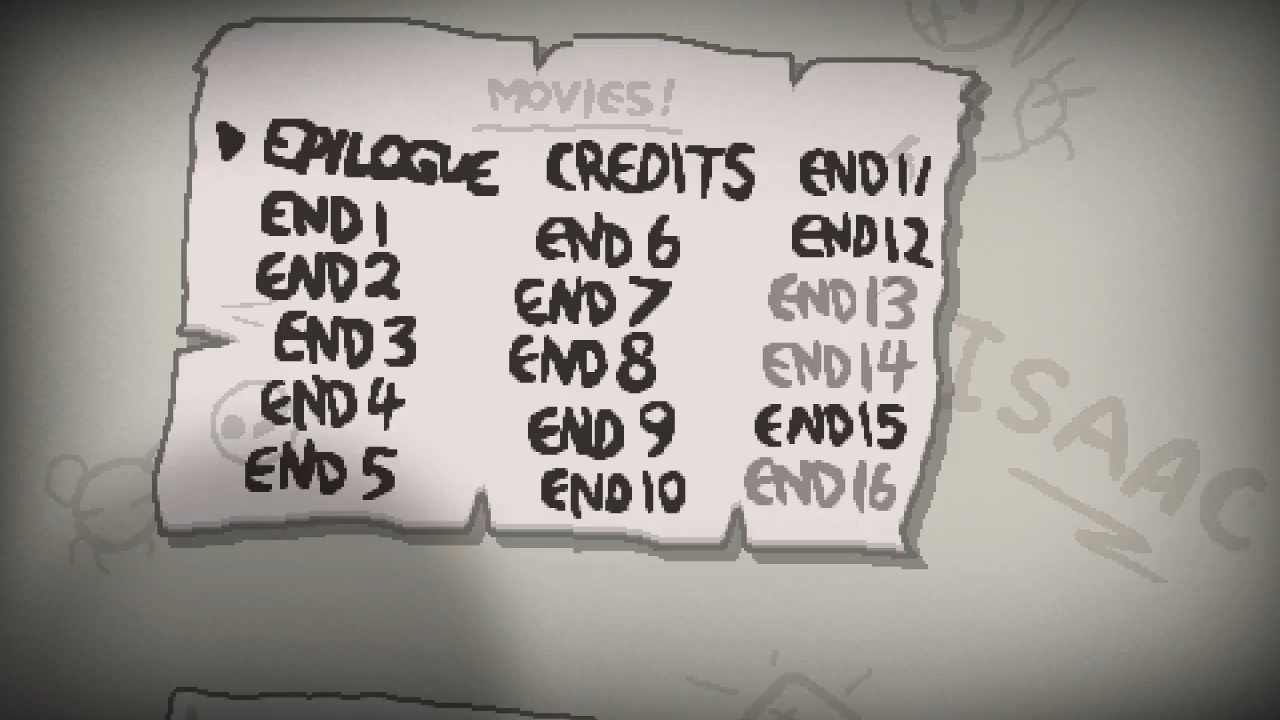 MOVIES!
EPILOGUE CREDITS END 11
END 1 END 6 END 12
END 2 END 7 END 13
END 3 END 8 END 14
END 4 END 9 END 15
END 5 END 10 END 16
ISAAC